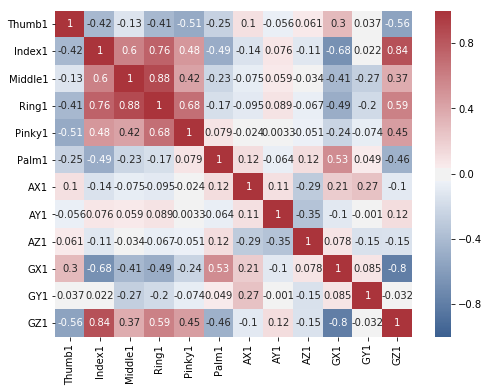 Thumb1 1 -0.42 -0.13 -0.41 -0.51 -0.25 0.1 -0.056 0.061 0.3 0.037 -0.56
Index1 -0.42 1 0.6 0.76 0.48 -0.49 -0.14 0.076 -0.11 -0.68 0.022 0.84
Middle1 -0.13 0.6 1 0.88 0.42 -0.23 -0.075 0.059 -0.034 -0.41 -0.27 0.37
Ring1 -0.41 0.76 0.88 1 0.68 -0.17 -0.095 0.089 -0.067 -0.49 -0.2 0.59
Pinky1 -0.51 0.48 0.42 0.68 1 0.079 -0.024 0.0033 -0.051 -0.24 -0.074 0.45
Palm1 -0.25 -0.49 -0.23 -0.17 0.079 1 0.12 -0.064 0.12 0.53 0.049 -0.46
AX1 0.1 -0.14 -0.075 -0.095 -0.024 0.12 1 0.11 -0.29 0.21 0.27 -0.1
AY1 -0.056 0.076 0.059 0.089 0.0033 -0.064 0.11 1 -0.35 -0.1 -0.001 0.12
AZ1 0.061 -0.11 -0.034 -0.067 -0.051 0.12 -0.29 -0.35 1 0.078 -0.15 -0.15
GX1 0.3 -0.68 -0.41 -0.49 -0.24 0.53 0.21 -0.1 0.078 1 0.085 -0.8
GY1 0.037 0.022 -0.27 -0.2 -0.074 0.049 0.27 -0.001 -0.15 0.085 1 -0.032
GZ1 -0.56 0.84 0.37 0.59 0.45 -0.46 -0.1 0.12 -0.15 -0.8 -0.032 1
Thumb1 Index1 Middle1 Ring1 Pinky1 Palm1 AX1 AY1 AZ1 GX1 GY1 GZ1
0.8
0.4
0.0
−0.4
−0.8